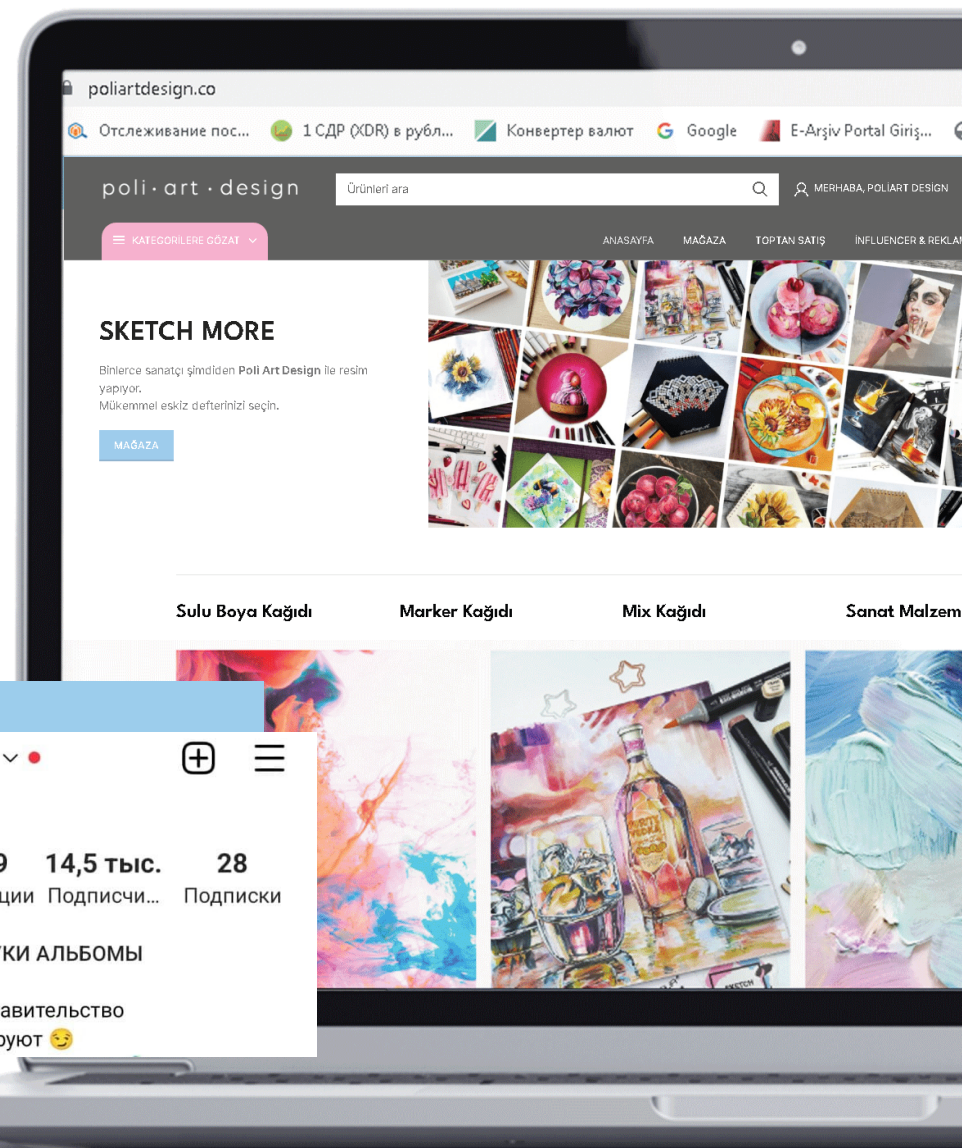 poliartdesign.co
Отслеживание пос... 1 СДР (XDR) в рубл... Конвертер валют Google E-Arşiv Portal Giriş...
poli · art · design Ürünleri ara MERHABA, POLİART DESİGN
KATEGORİLERE GÖZAT ANASAYFA MAĞAZA TOPTAN SATIŞ İNFLUENCER & REKLAM
SKETCH MORE
Binlerce sanatçı şimdiden Poli Art Design ile resim
yapıyor.
Mükemmel eskiz defterinizi seçin.
MAĞAZA
Sulu Boya Kağıdı Marker Kağıdı Mix Kağıdı Sanat Malzem
9 14,5 тыс. 28
ции Подписчи... Подписки
КИ АЛЬБОМЫ
авительство
руют 😏
SKETCH